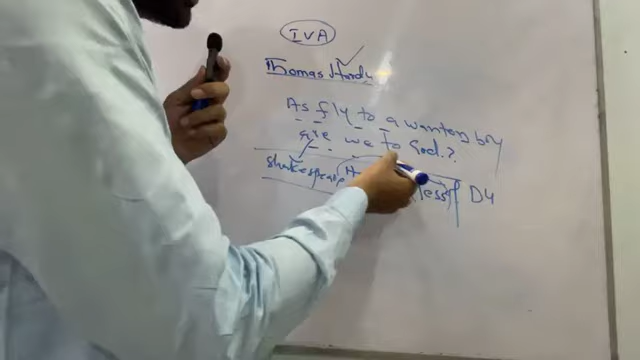 IVA
Thomas Hardy
As fly to a wanton boy
are we to God.?
Shakespeare D4